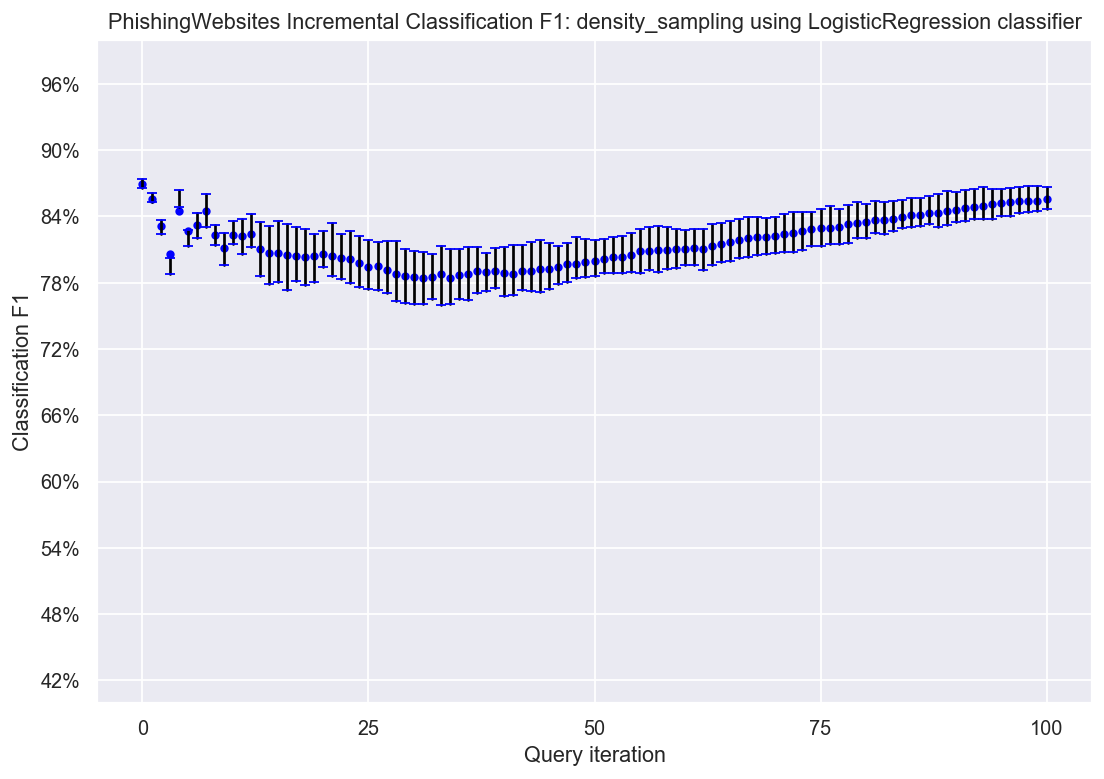 PhishingWebsites Incremental Classification F1: density_sampling using LogisticRegression classifier
96%
90%
84%
78%
72%
66%
60%
54%
48%
42%
Classification F1
0 25 50 75 100
Query iteration